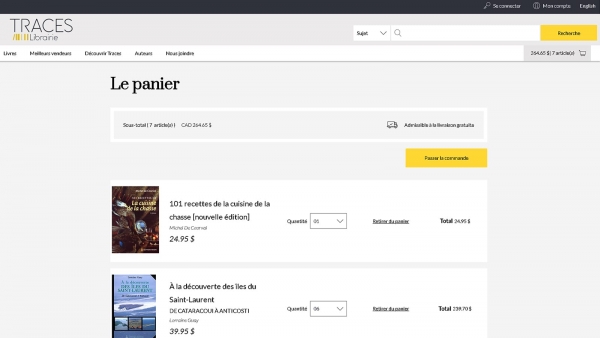 Se connecter
Mon compte
English
TRACES
Librairie
Sujet
Recherche
Livres
Meilleurs vendeurs
Découvrir Traces
Auteurs
Nous joindre
264.65 $ | 7 article(s)
Le panier
Sous-total ( 7 article(s) ) CAD 264.65 $
Admissible à la livraison gratuite
Passer la commande
La cuisine
de la chasse
101 recettes de la cuisine de la
chasse [nouvelle édition]
24.95 $
Quantité
01
Retirer du panier
Total 24.95 $
À la découverte des îles du
Saint-Laurent
DE CATARACOUI À ANTICOSTI
39.95 $
Quantité
06
Retirer du panier
Total 239.70 $